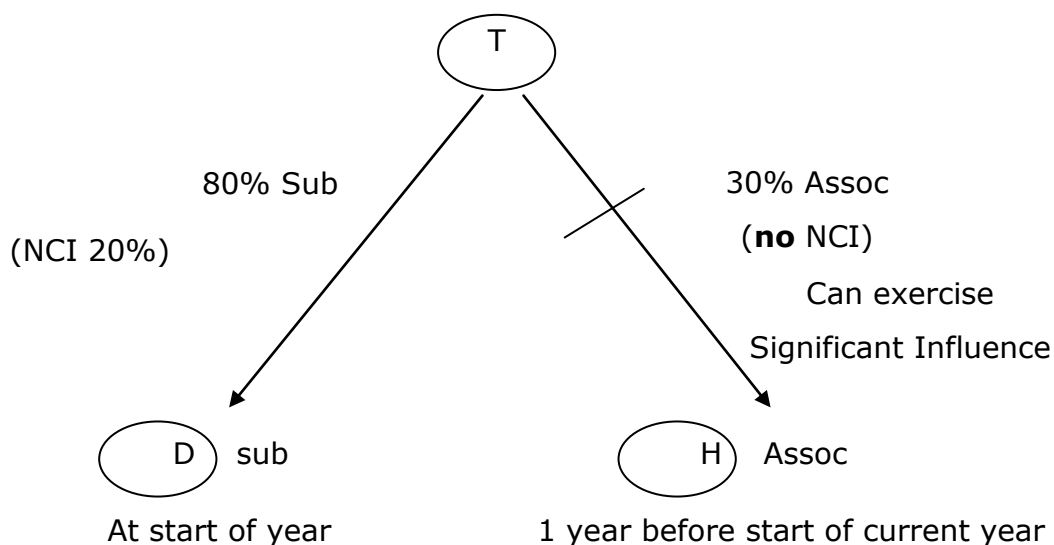 T
80% Sub
30% Assoc
(NCI 20%)
(no NCI)
Can exercise
Significant Influence
D sub
H Assoc
At start of year
1 year before start of current year